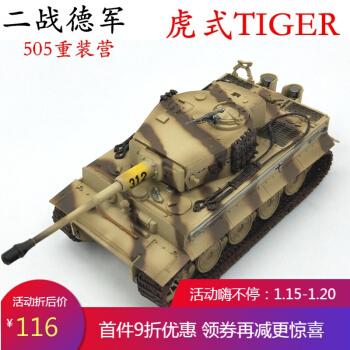 二战德军
505重装营
虎式TIGER
312
活动嗨不停：1.15-1.20
活动折后价
￥116
首件9折优惠 领券再减更惊喜